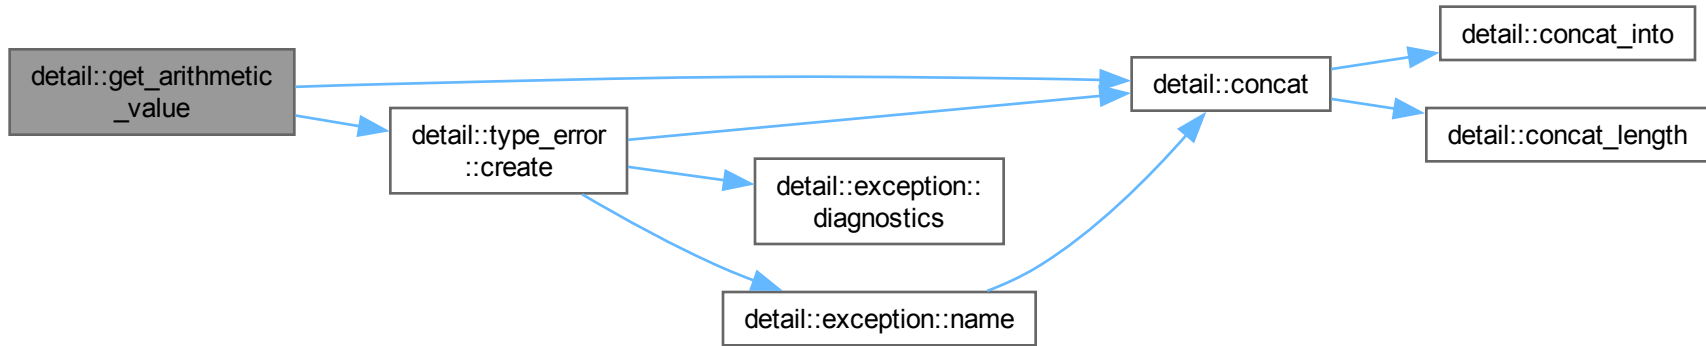 detail::get_arithmetic
_value
detail::type_error
::create
detail::exception::
diagnostics
detail::exception::name
detail::concat
detail::concat_into
detail::concat_length